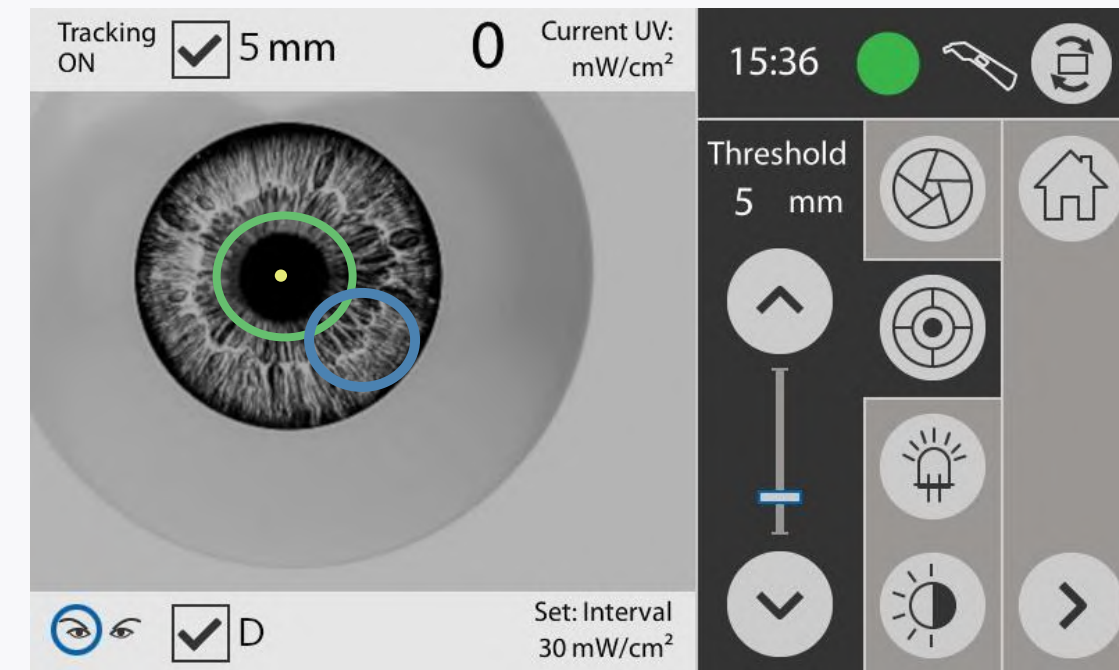 Tracking
ON
5 mm
0
Current UV:
mW/cm²
15:36
Threshold
5 mm
D
Set: Interval
30 mW/cm²